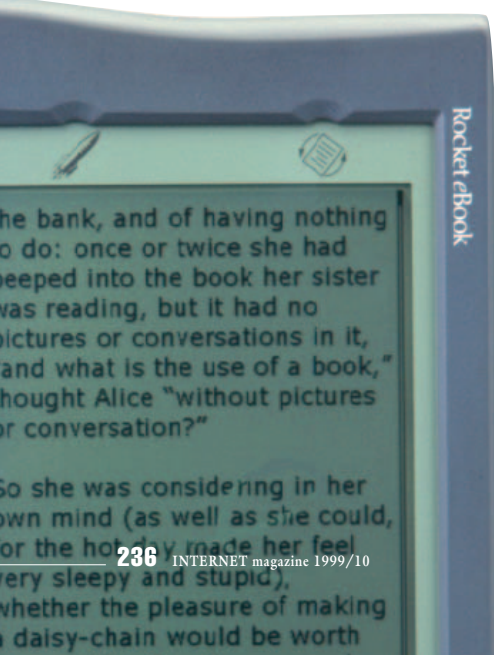 Rocket eBook
he bank, and of having nothing
o do: once or twice she had
peeped into the book her sister
was reading, but it had no
pictures or conversations in it,
"and what is the use of a book,"
thought Alice “without pictures
or conversation?”
So she was considering in her
own mind (as well as she could,
for the hot day made her feel
very sleepy and stupid),
whether the pleasure of making
a daisy-chain would be worth
236 INTERNET magazine 1999/10